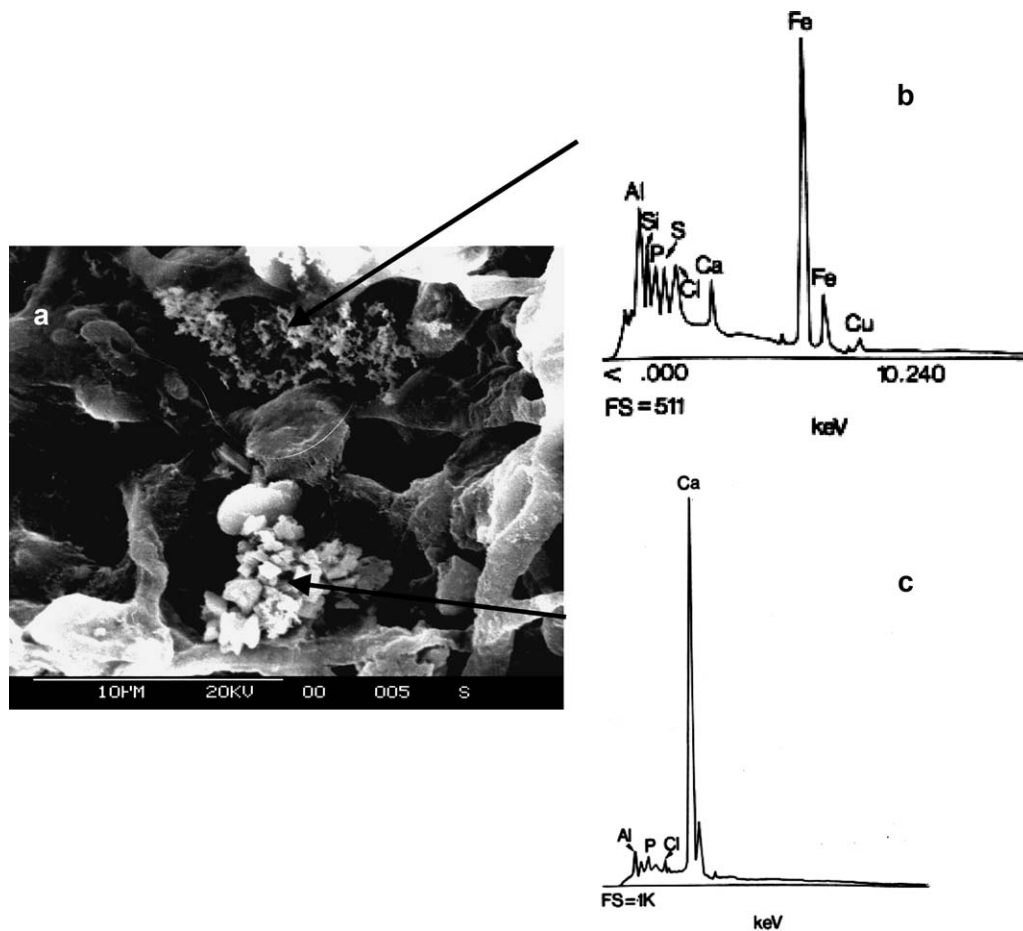 a
10µM 20KV 00 005 S
Fe
b
Al
Si
P
S
Cl
Ca
Fe
Cu
< .000 10.240
FS=511
keV
Ca
c
Al
P
Cl
FS=1K
keV